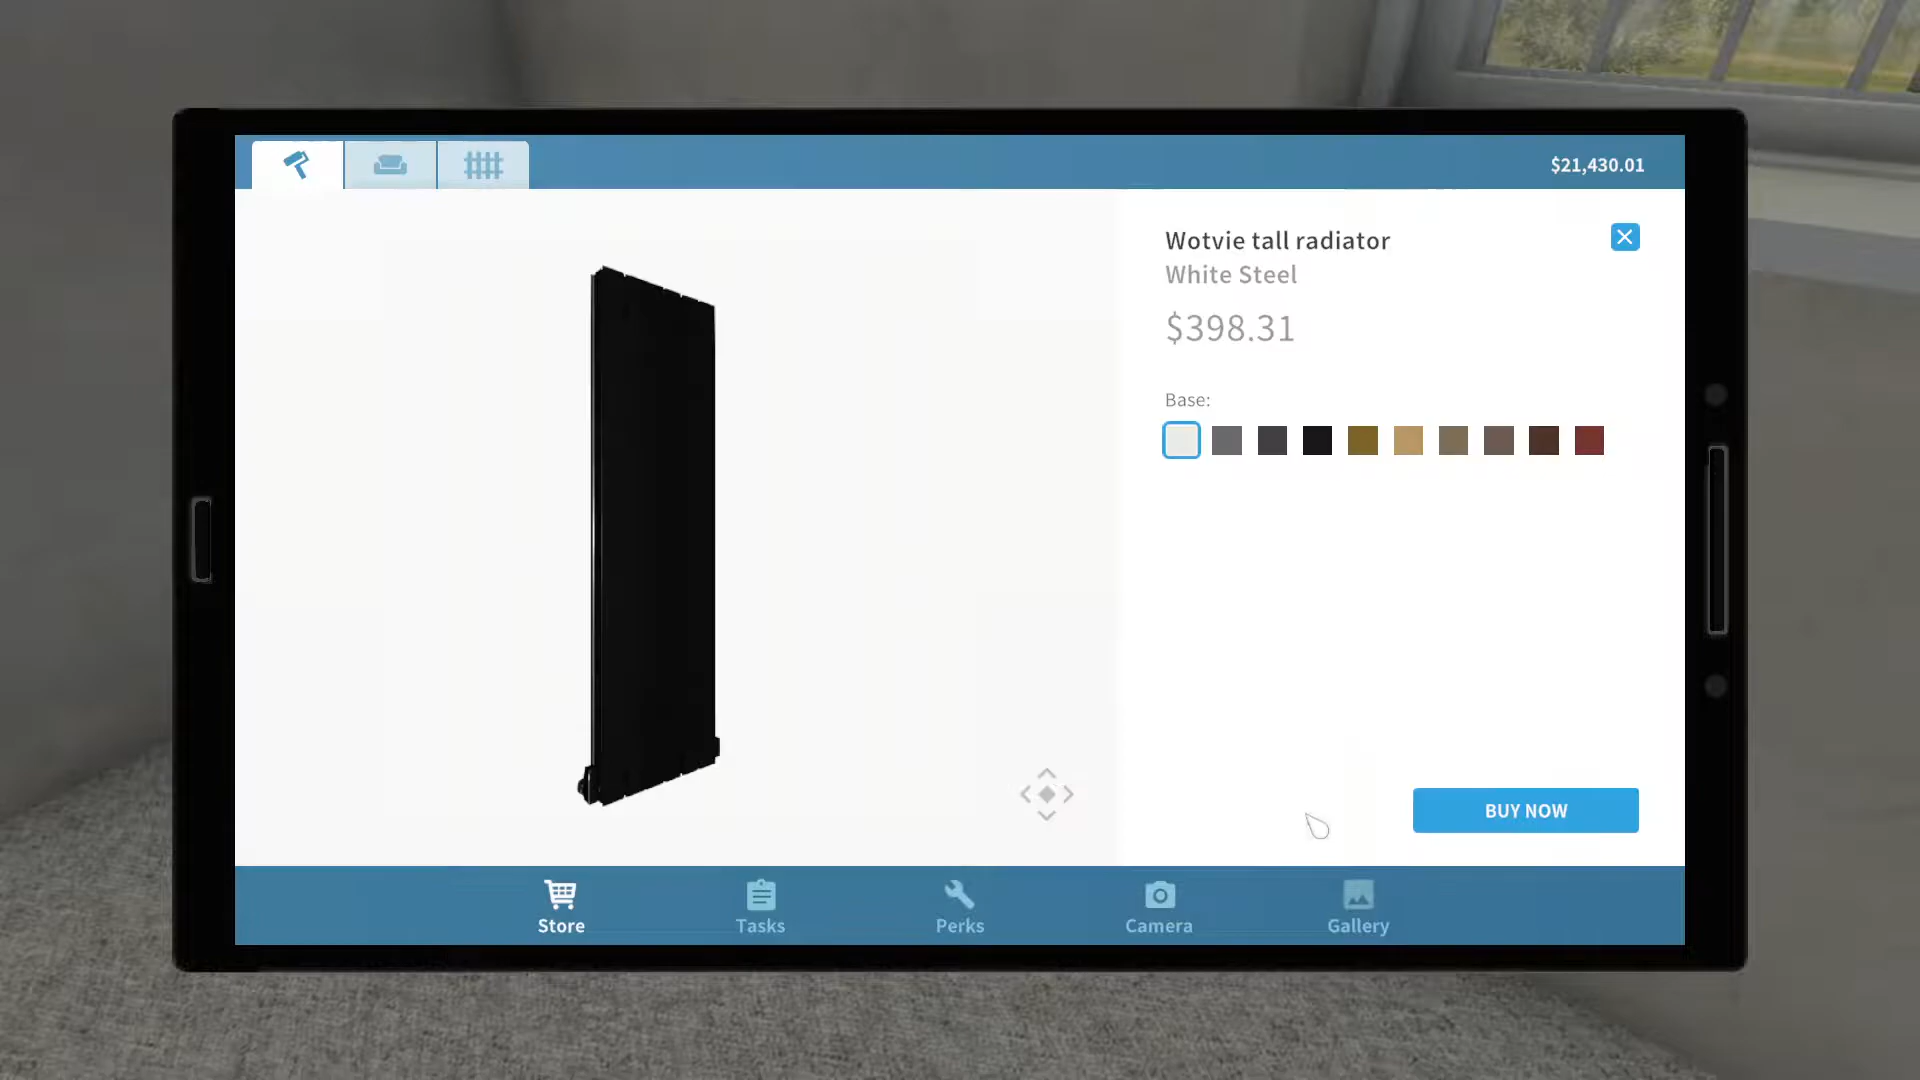 $21,430.01
Wotvie tall radiator
White Steel
$398.31
Base:
BUY NOW
Store
Tasks
Perks
Camera
Gallery